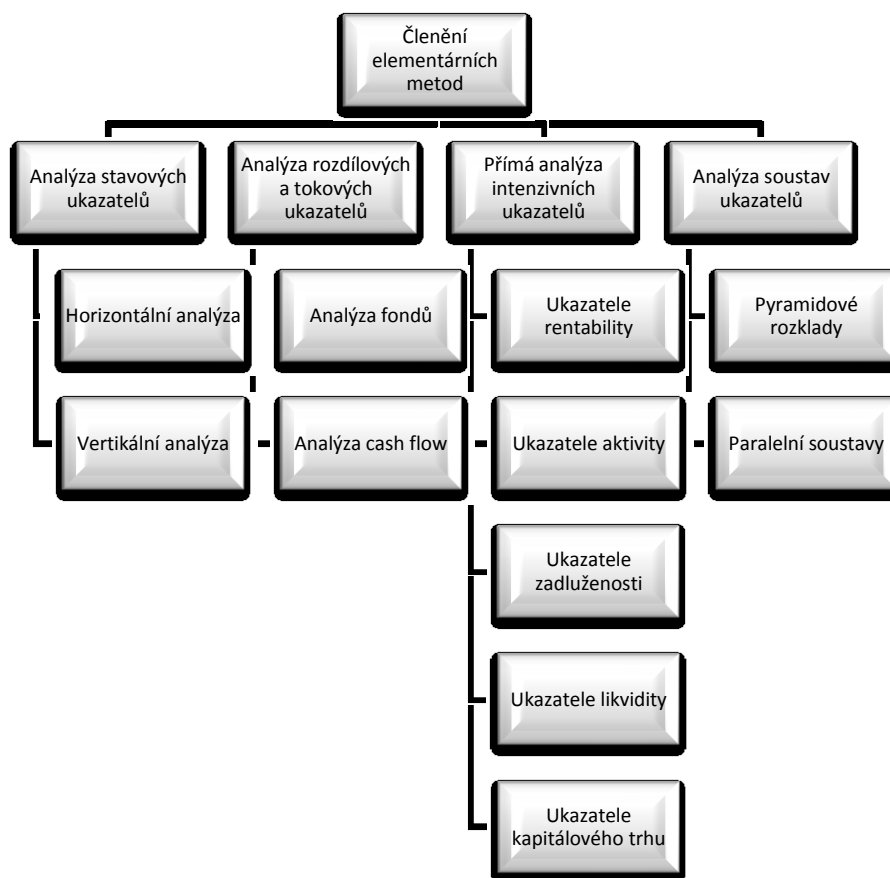 Členění
elementárních
metod
Analýza stavových
ukazatelů
Analýza rozdílových
a tokových
ukazatelů
Přímá analýza
intenzivních
ukazatelů
Analýza soustav
ukazatelů
Horizontální analýza
Analýza fondů
Ukazatele
rentability
Pyramidové
rozklady
Vertikální analýza
Analýza cash flow
Ukazatele aktivity
Paralelní soustavy
Ukazatele
zadluženosti
Ukazatele likvidity
Ukazatele
kapitálového trhu